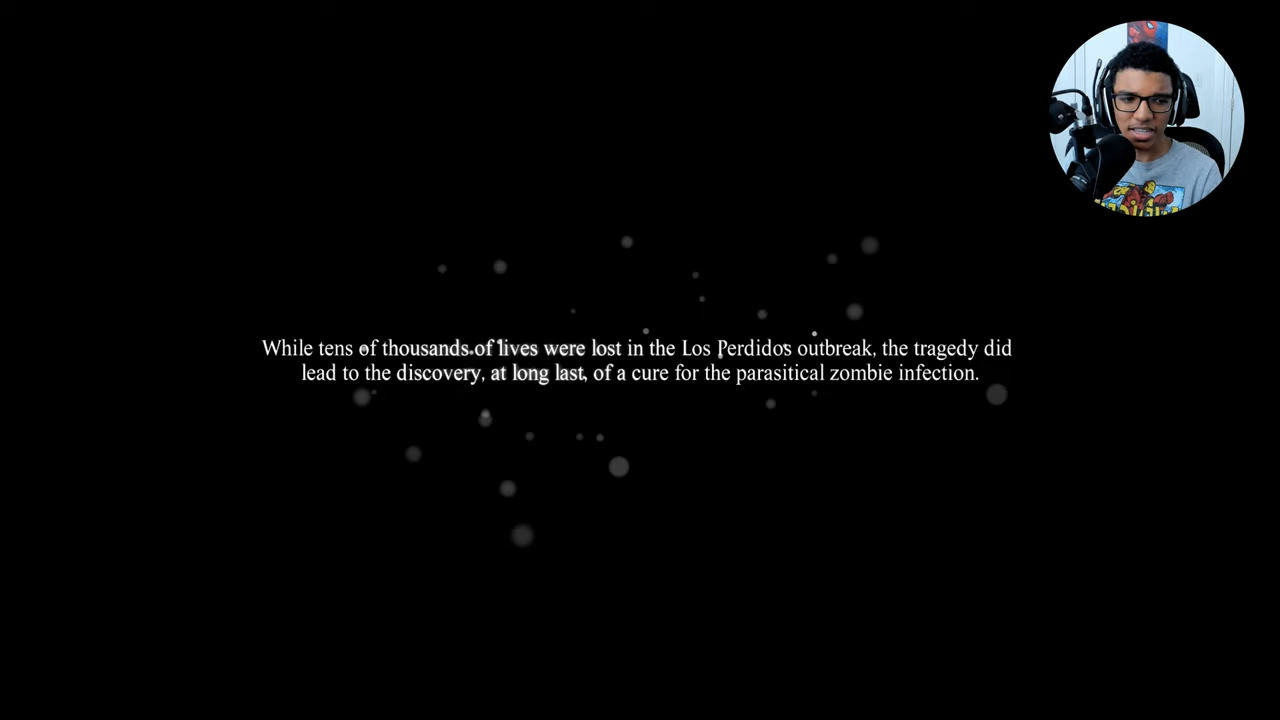 While tens of thousands of lives were lost in the Los Perdidos outbreak, the tragedy did
lead to the discovery, at long last, of a cure for the parasitical zombie infection.